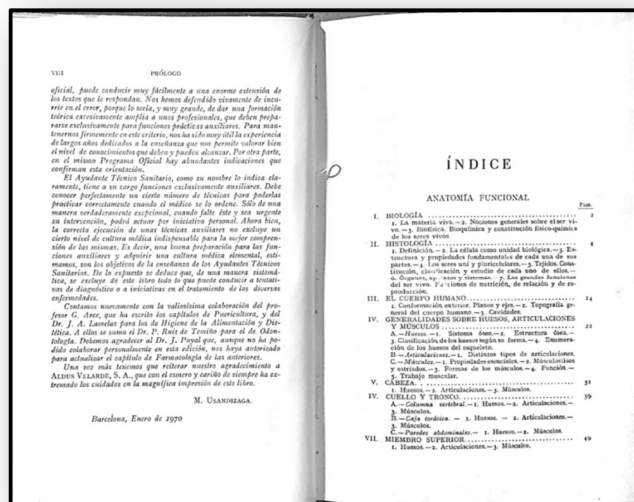 VIII PRÓLOGO
oficial, puede conducir muy fácilmente a una enorme extensión de
los textos que le respondan. Nos hemos defendido vivamente de incu-
rrir en el error, porque lo sería, y muy grande, de dar una formación
teórica excesivamente amplia a unos profesionales, que deben prepa-
rarse exclusivamente para funciones prácticas auxiliares. Para man-
tenernos firmemente en este criterio, nos ha sido muy útil la experiencia
de largos años dedicados a la enseñanza que nos permite valorar bien
el nivel de conocimientos que deben y pueden alcanzar. Por otra parte,
en el mismo Programa Oficial hay abundantes indicaciones que
confirman esta orientación.
El Ayudante Técnico Sanitario, como su nombre lo indica cla-
ramente, tiene a su cargo funciones exclusivamente auxiliares. Debe
conocer perfectamente un cierto número de técnicas para poderlas
practicar correctamente cuando el médico se lo ordene. Sólo de una
manera verdaderamente excepcional, cuando falte éste y sea urgente
su intervención, podrá actuar por iniciativa personal. Ahora bien,
la correcta ejecución de unas técnicas auxiliares no excluye un
cierto nivel de cultura médica indispensable para la mejor compren-
sión de las mismas. Es decir, una buena preparación para las fun-
ciones auxiliares y adquirir una cultura médica elemental, esti-
mamos, son los objetivos de la enseñanza de los Ayudantes Técnicos
Sanitarios. De lo expuesto se deduce que, de una manera sistemá-
tica, se excluye de este libro todo lo que puede conducir a tentati-
vas de diagnóstico o a iniciativas en el tratamiento de las diversas
enfermedades.
Contamos nuevamente con la valiosísima colaboración del pro-
fesor G. Arce, que ha escrito los capítulos de Puericultura, y del
Dr. J. A. Lamelas para los de Higiene de la Alimentación y Die-
tética. A ellos se suma el Dr. P. Ruiz de Temiño para el de Odon-
tología. Debemos agradecer al Dr. J. Puyal que, aunque no ha po-
dido colaborar personalmente en esta edición, nos haya autorizado
para actualizar el capítulo de Farmacología de las anteriores.
Una vez más tenemos que reiterar nuestro agradecimiento a
ALDUS VELARDE, S. A., que con el esmero y cariño de siempre ha ex-
tremado los cuidados en la magnífica impresión de este libro.
M. USANDIZAGA.
Barcelona, Enero de 1970
ÍNDICE
ANATOMÍA FUNCIONAL
Págs.
I. BIOLOGÍA 1
1. La materia viva.—2. Nociones generales sobre el ser vi-
vo.—3. Biofísica. Bioquímica y constitución físico-química
de los seres vivos.
II. HISTOLOGÍA 4
1. Definición.—2. La célula como unidad biológica.—3. Es-
tructura y propiedades fundamentales de cada una de sus
partes.—4. Los seres uni y pluricelulares.—5. Tejidos. Cons-
titución, clasificación y estudio de cada uno de ellos.—
6. Órganos, aparatos y sistemas.—7. Las grandes funciones
del ser vivo. Funciones de nutrición, de relación y de re-
producción.
III. EL CUERPO HUMANO 14
1. Conformación exterior. Planos y ejes.—2. Topografía ge-
neral del cuerpo humano.—3. Cavidades.
IV. GENERALIDADES SOBRE HUESOS, ARTICULACIONES
Y MÚSCULOS 22
A.—Huesos.—1. Sistema óseo.—2. Estructura ósea.—
3. Clasificación de los huesos según su forma.—4. Enumera-
ción de los huesos del esqueleto.
B.—Articulaciones.—1. Distintos tipos de articulaciones.
C.—Músculos.—1. Propiedades esenciales.—2. Músculos lisos
y estriados.—3. Formas de los músculos.—4. Función.—
5. Trabajo muscular.
V. CABEZA. 31
1. Huesos.—2. Articulaciones.—3. Músculos.
IV. CUELLO Y TRONCO. 39
A.—Columna vertebral.—1. Huesos.—2. Articulaciones.—
3. Músculos.
B.—Caja torácica.—1. Huesos.—2. Articulaciones.—
3. Músculos.
C.—Paredes abdominales.—1. Huesos.—2. Músculos.
VII. MIEMBRO SUPERIOR. 49
1. Huesos.—2. Articulaciones.—3. Músculos.